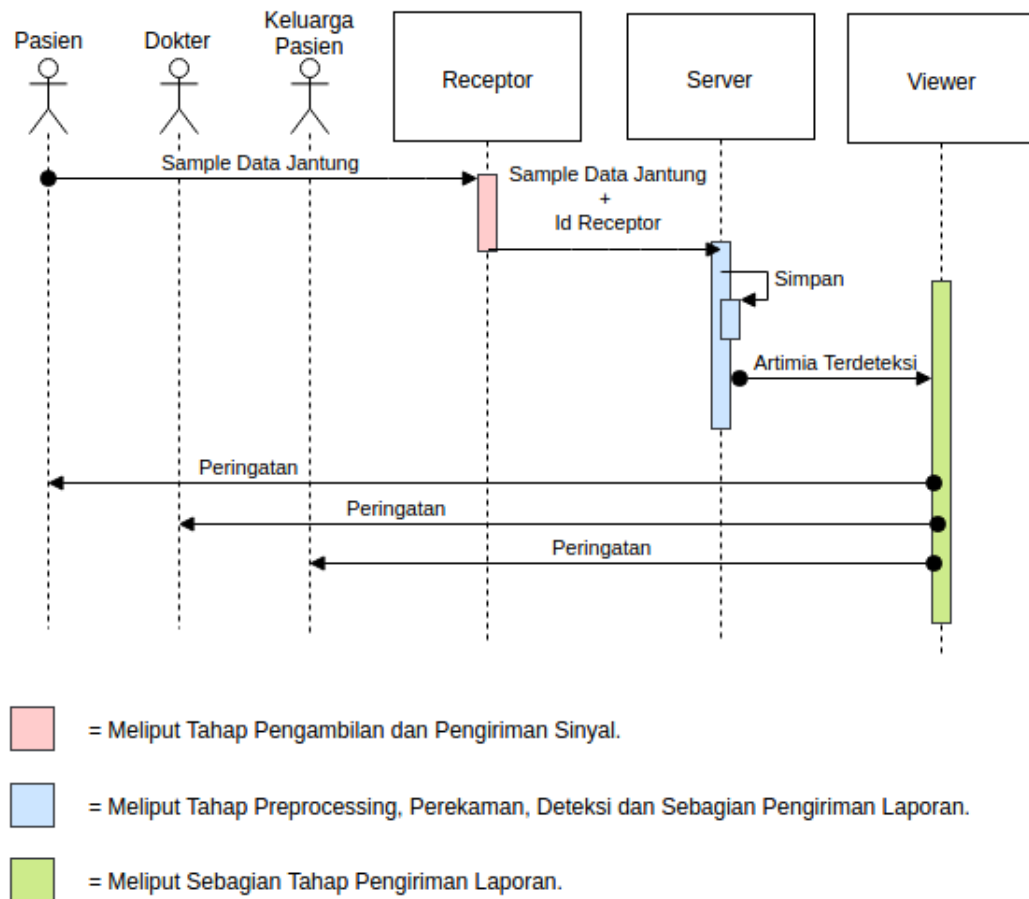 Pasien
Dokter
Keluarga
Pasien
Receptor
Server
Viewer
Sample Data Jantung
Sample Data Jantung
+
Id Receptor
Simpan
Artimia Terdeteksi
Peringatan
Peringatan
Peringatan
= Meliput Tahap Pengambilan dan Pengiriman Sinyal.
= Meliput Tahap Preprocessing, Perekaman, Deteksi dan Sebagian Pengiriman Laporan.
= Meliput Sebagian Tahap Pengiriman Laporan.